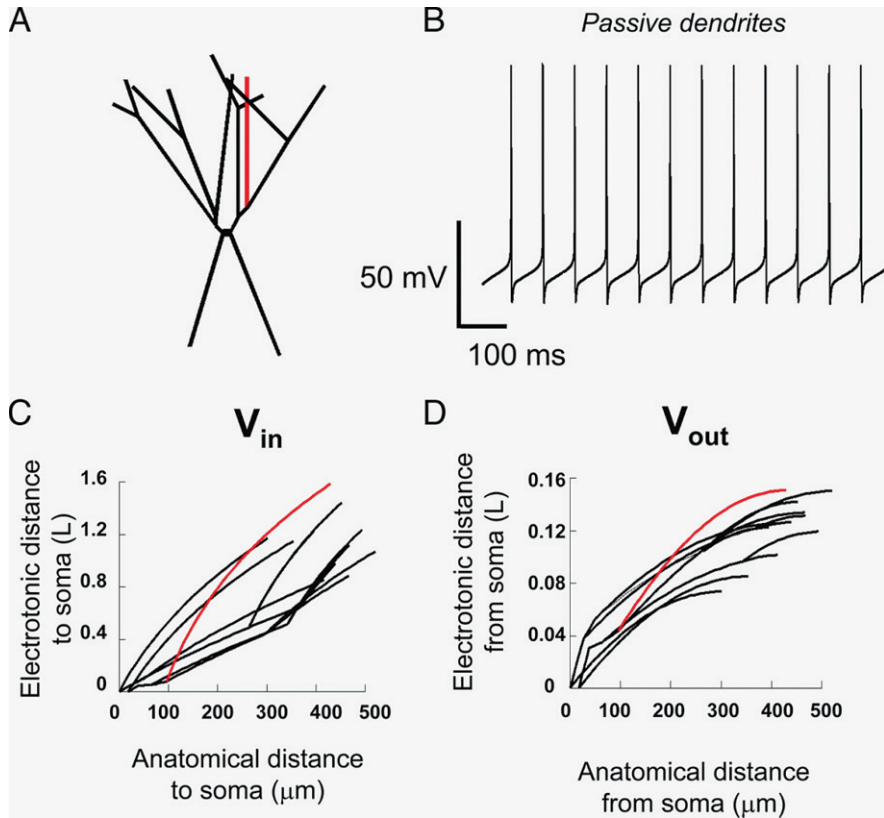 A
B
Passive dendrites
50 mV
100 ms
C
V_in
Electrotonic distance
to soma (L)
1.6
1.2
0.8
0.4
0
0 100 200 300 400 500
Anatomical distance
to soma (μm)
D
V_out
Electrotonic distance
from soma (L)
0.16
0.12
0.08
0.04
0
0 100 200 300 400 500
Anatomical distance
from soma (μm)